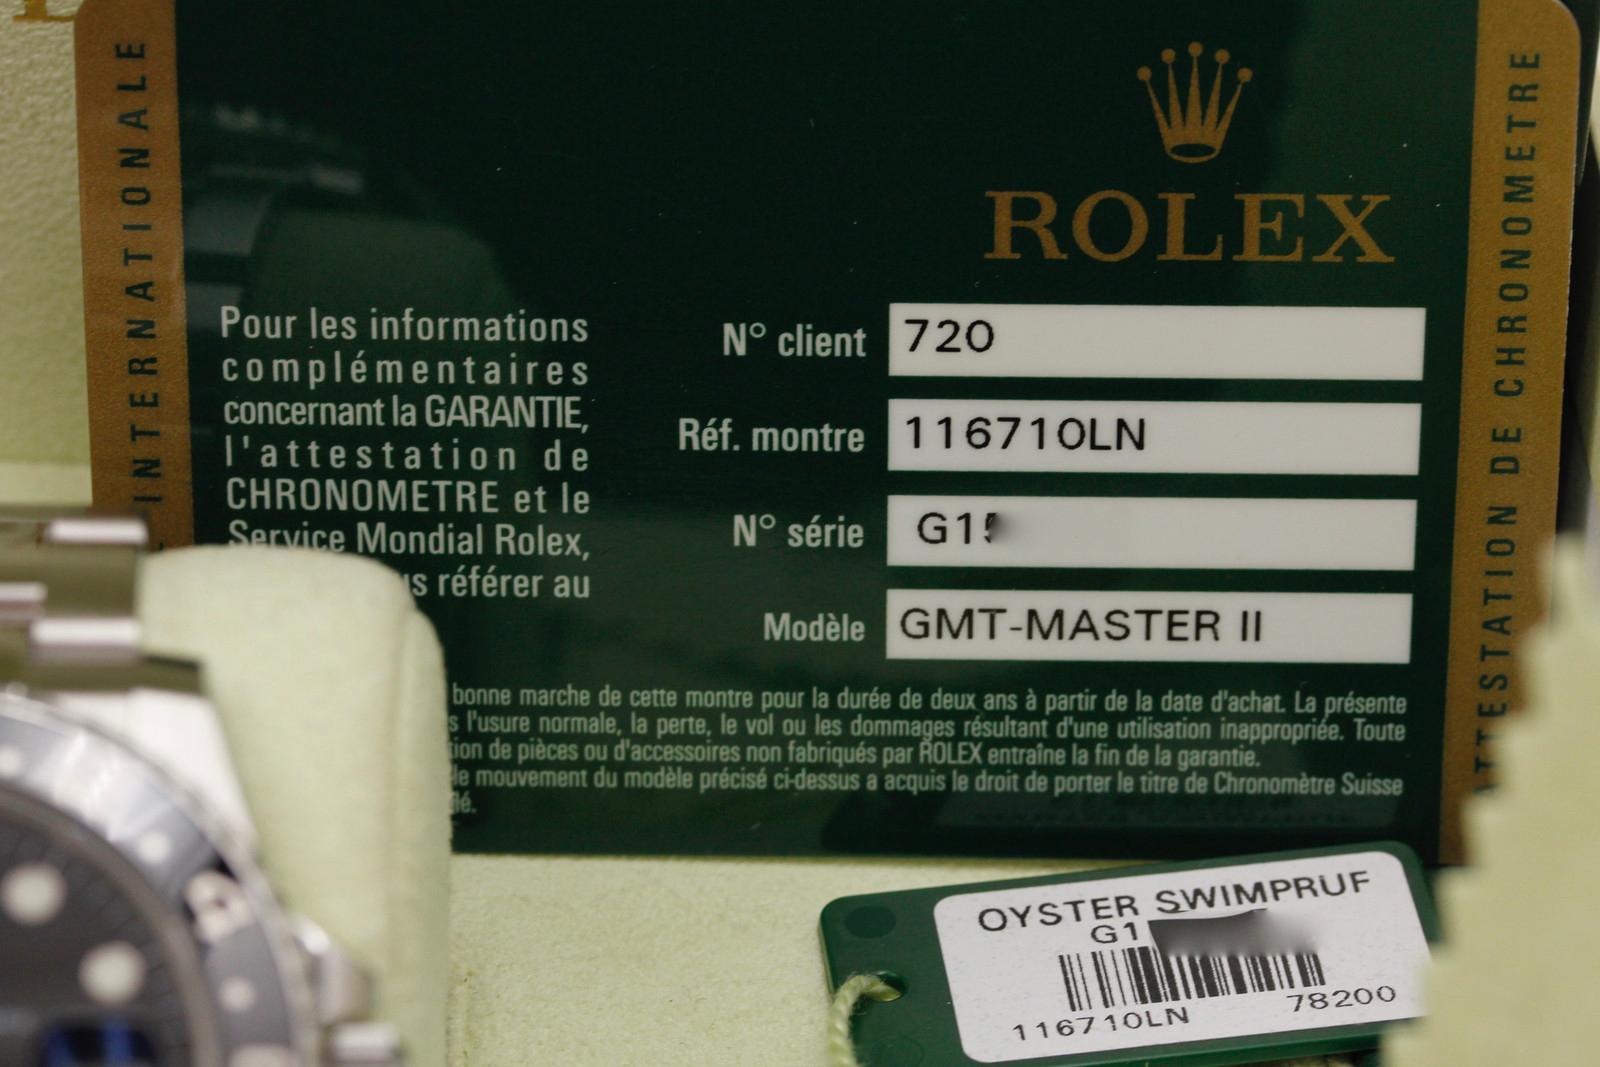 INTERNATIONALE
ROLEX
Pour les informations
complémentaires
concernant la GARANTIE,
l'attestation de
CHRONOMETRE et le
Service Mondial Rolex,
référer au
N° client 720
Réf. montre 116710LN
N° série G15
Modèle GMT-MASTER II
bonne marche de cette montre pour la durée de deux ans à partir de la date d'achat. La présente
l'usure normale, la perte, le vol ou les dommages résultant d'une utilisation inappropriée. Toute
de pièces ou d'accessoires non fabriqués par ROLEX entraîne la fin de la garantie.
le mouvement du modèle précisé ci-dessus a acquis le droit de porter le titre de Chronomètre Suisse
ATTESTATION DE CHRONOMETRE
OYSTER SWIMPRUF
G1
116710LN 78200